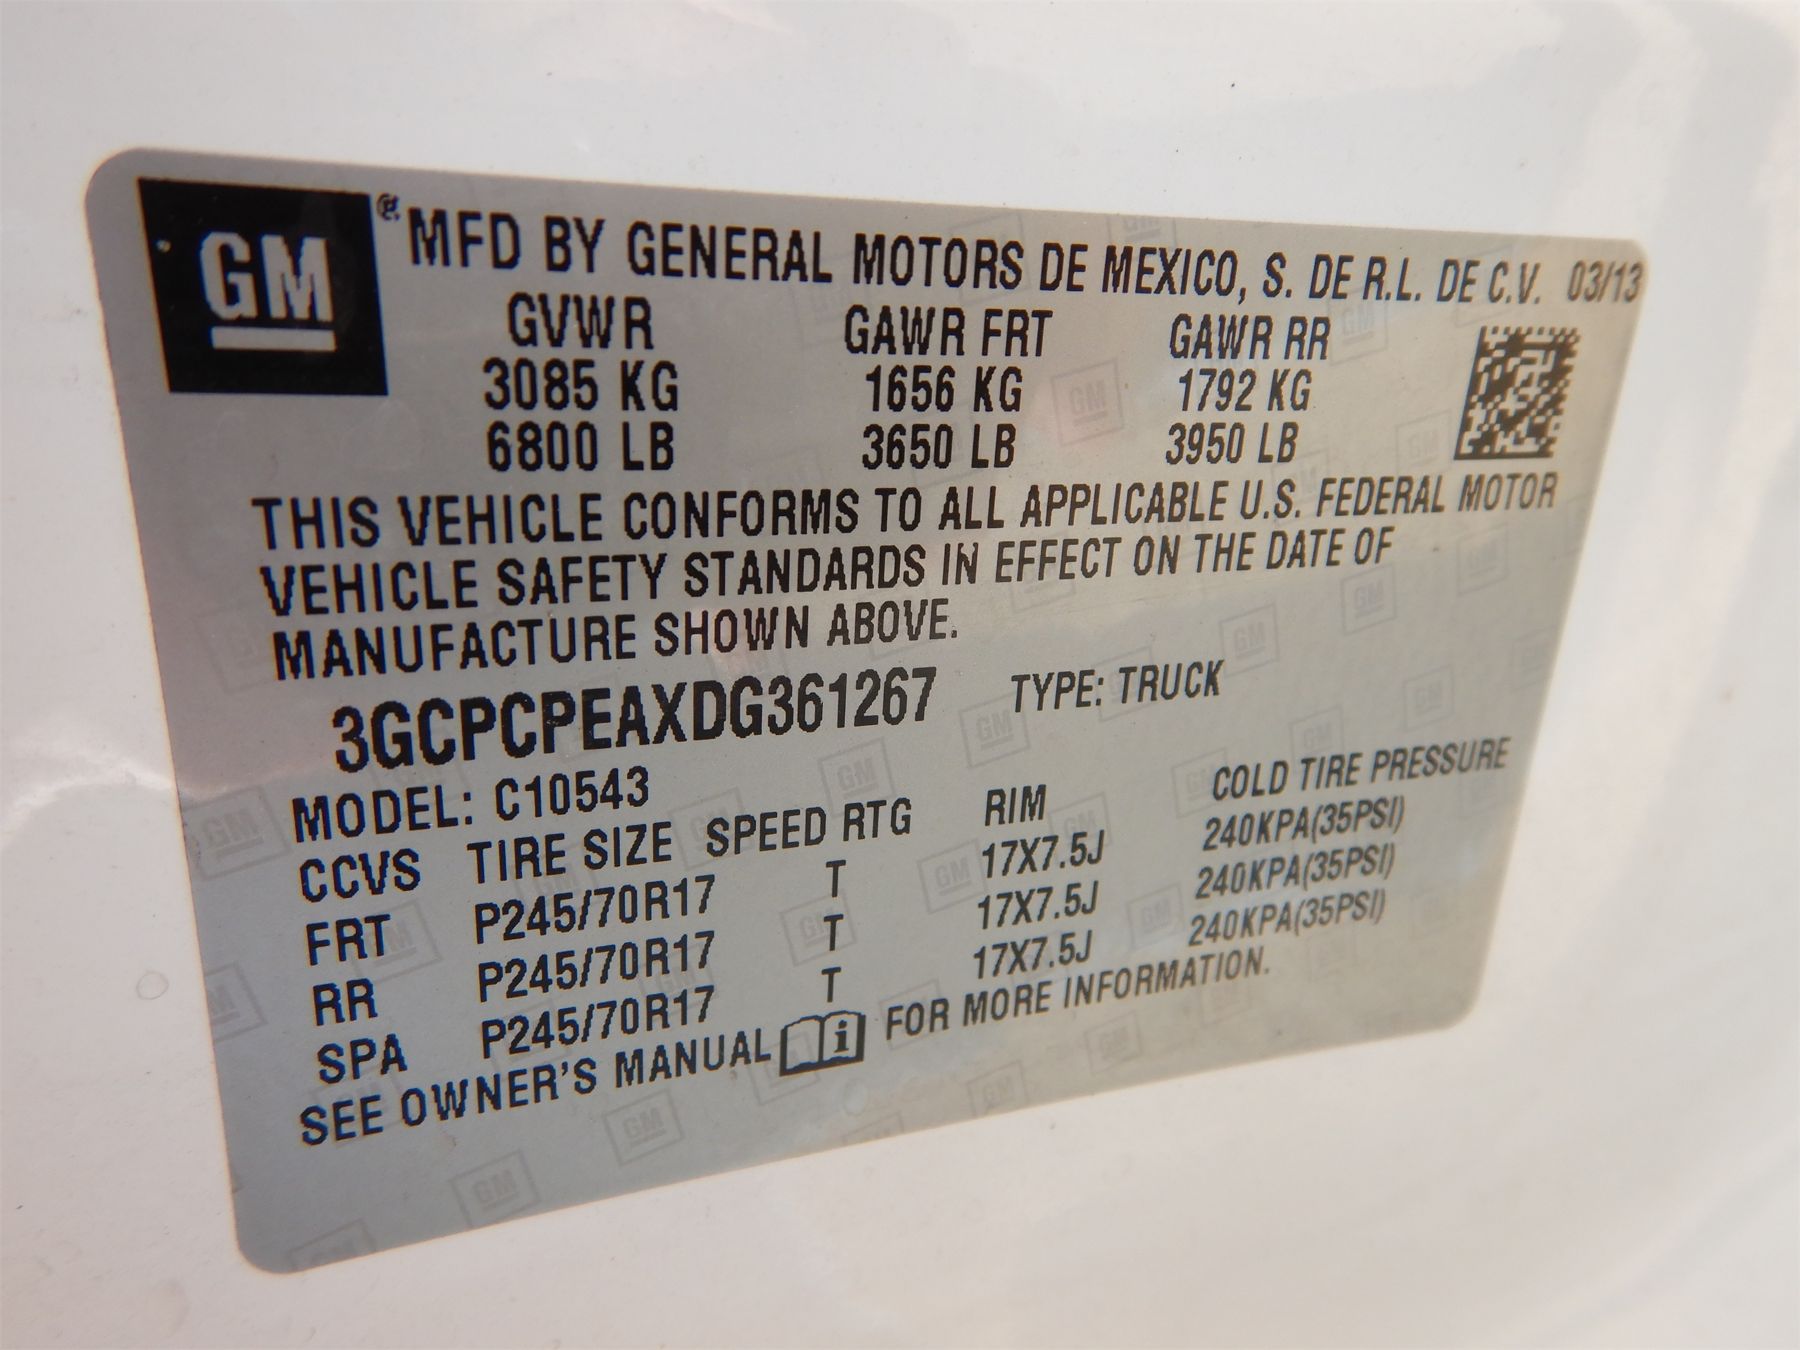 GM ® MFD BY GENERAL MOTORS DE MEXICO, S. DE R.L. DE C.V. 03/13
GVWR GAWR FRT GAWR RR
3085 KG 1656 KG 1792 KG
6800 LB 3650 LB 3950 LB
THIS VEHICLE CONFORMS TO ALL APPLICABLE U.S. FEDERAL MOTOR
VEHICLE SAFETY STANDARDS IN EFFECT ON THE DATE OF
MANUFACTURE SHOWN ABOVE.
3GCPCPEAXDG361267 TYPE: TRUCK
MODEL: C10543
CCVS TIRE SIZE SPEED RTG RIM COLD TIRE PRESSURE
FRT P245/70R17 T 17X7.5J 240KPA(35PSI)
RR P245/70R17 T 17X7.5J 240KPA(35PSI)
SPA P245/70R17 T 17X7.5J 240KPA(35PSI)
SEE OWNER'S MANUAL i FOR MORE INFORMATION.